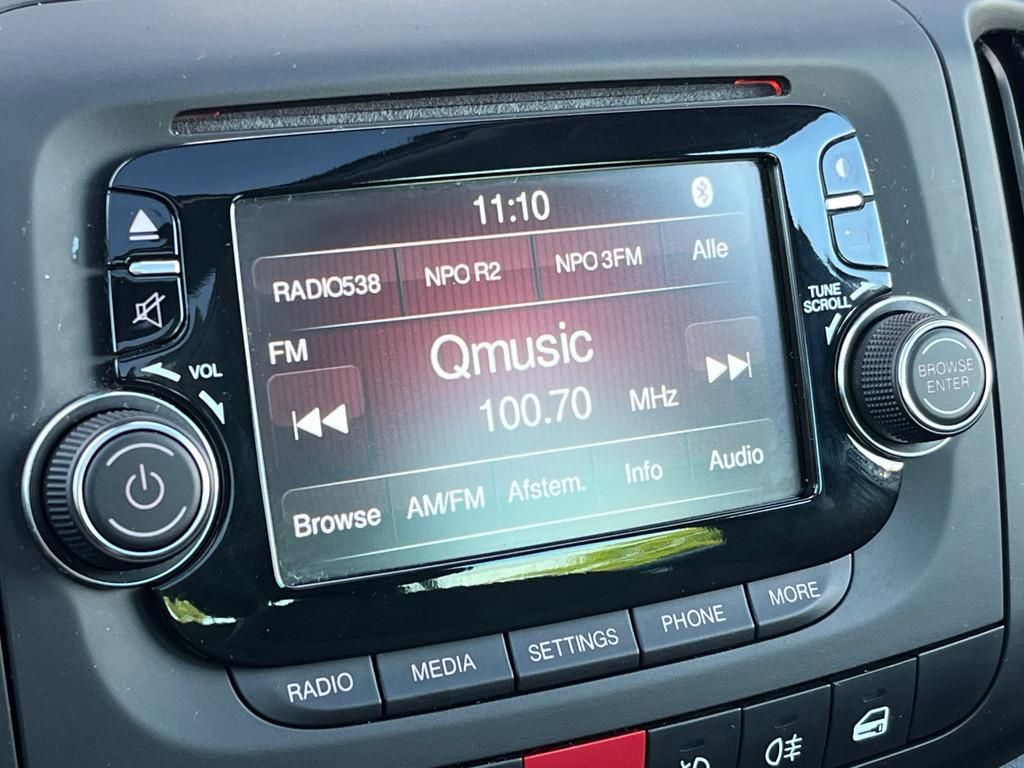 11:10
RADIO538 NPO R2 NPO 3FM Alle
TUNE
SCROLL
FM
Qmusic
VOL
100.70 MHz
BROWSE
ENTER
Browse AM/FM Afstem. Info Audio
RADIO MEDIA SETTINGS PHONE MORE